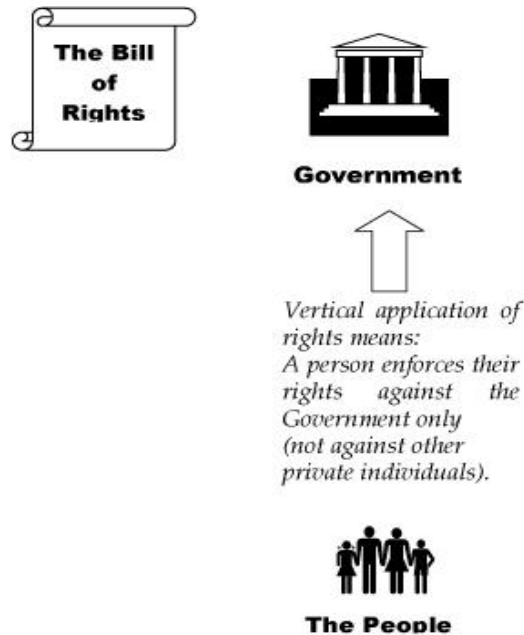 The Bill
of
Rights
Government
Vertical application of
rights means:
A person enforces their
rights against the
Government only
(not against other
private individuals).
The People